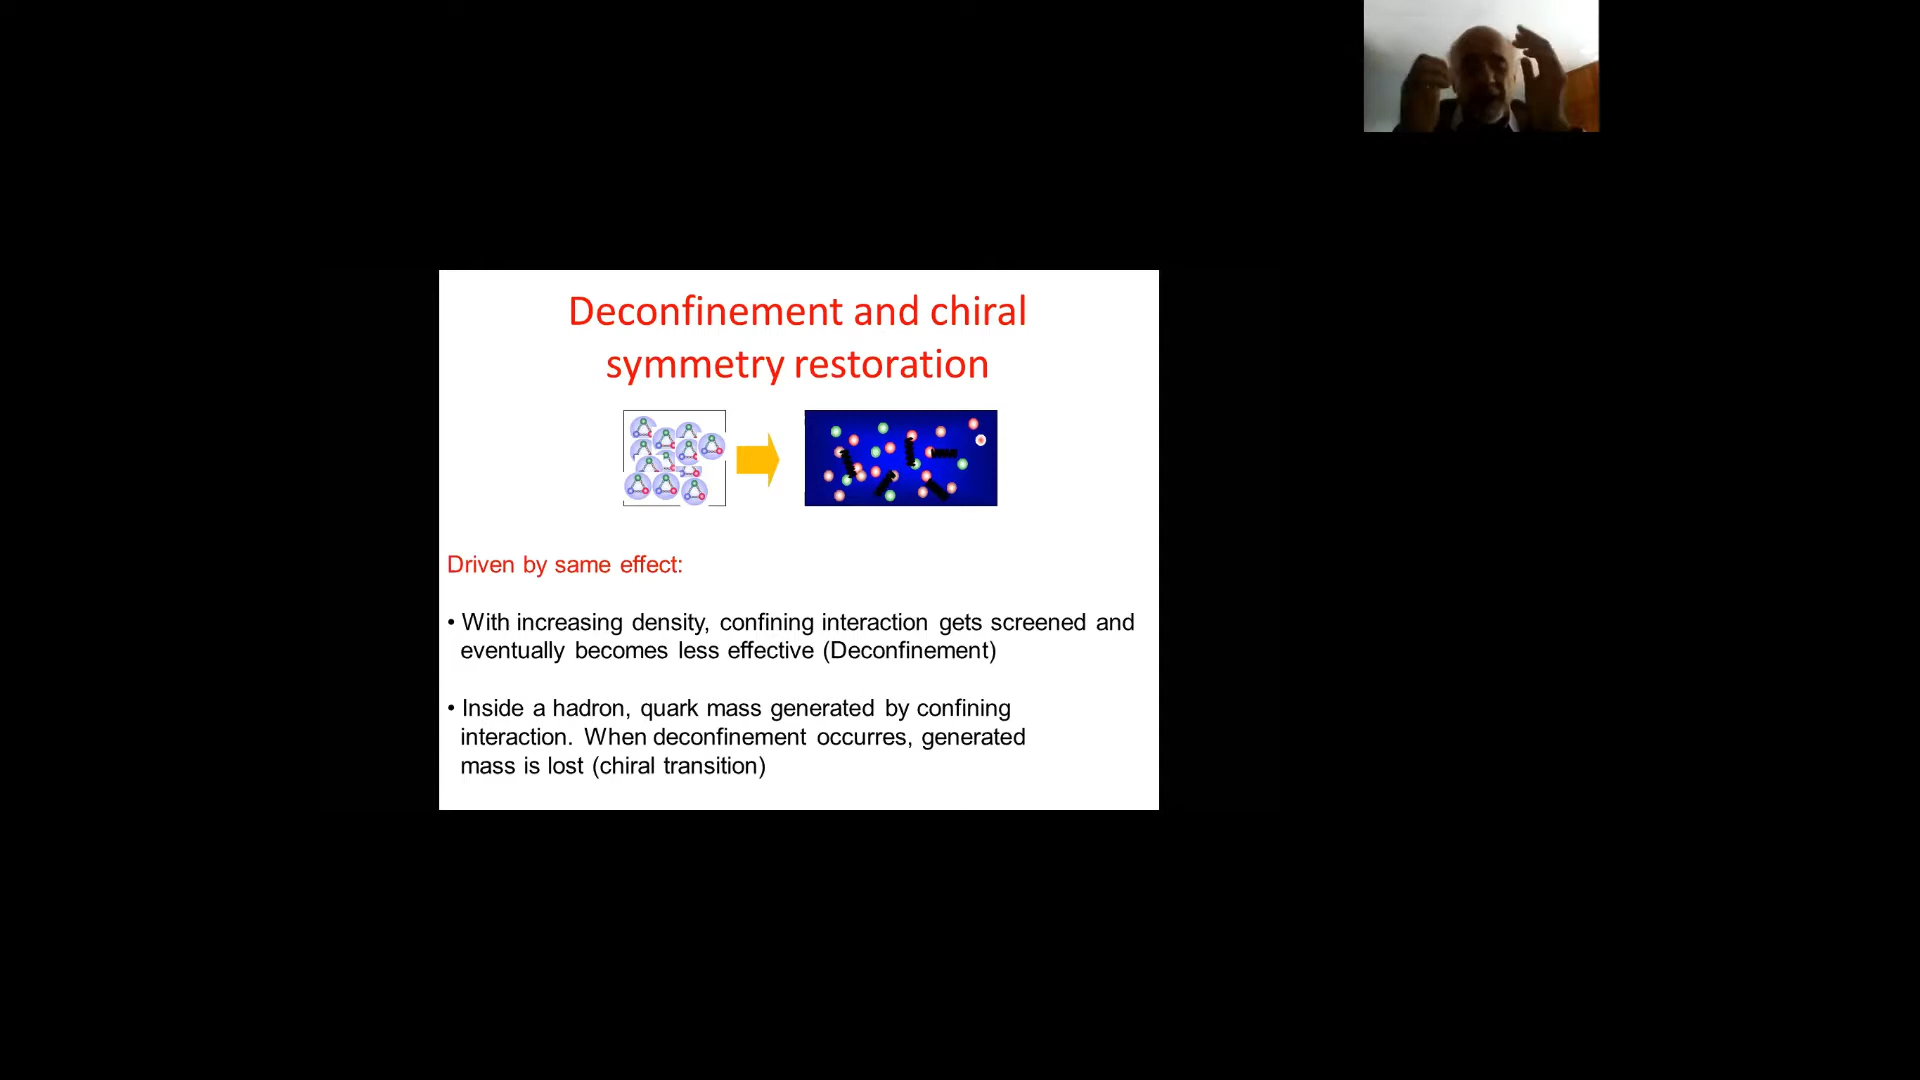 Deconfinement and chiral
symmetry restoration
Driven by same effect:
• With increasing density, confining interaction gets screened and
eventually becomes less effective (Deconfinement)
• Inside a hadron, quark mass generated by confining
interaction. When deconfinement occurres, generated
mass is lost (chiral transition)